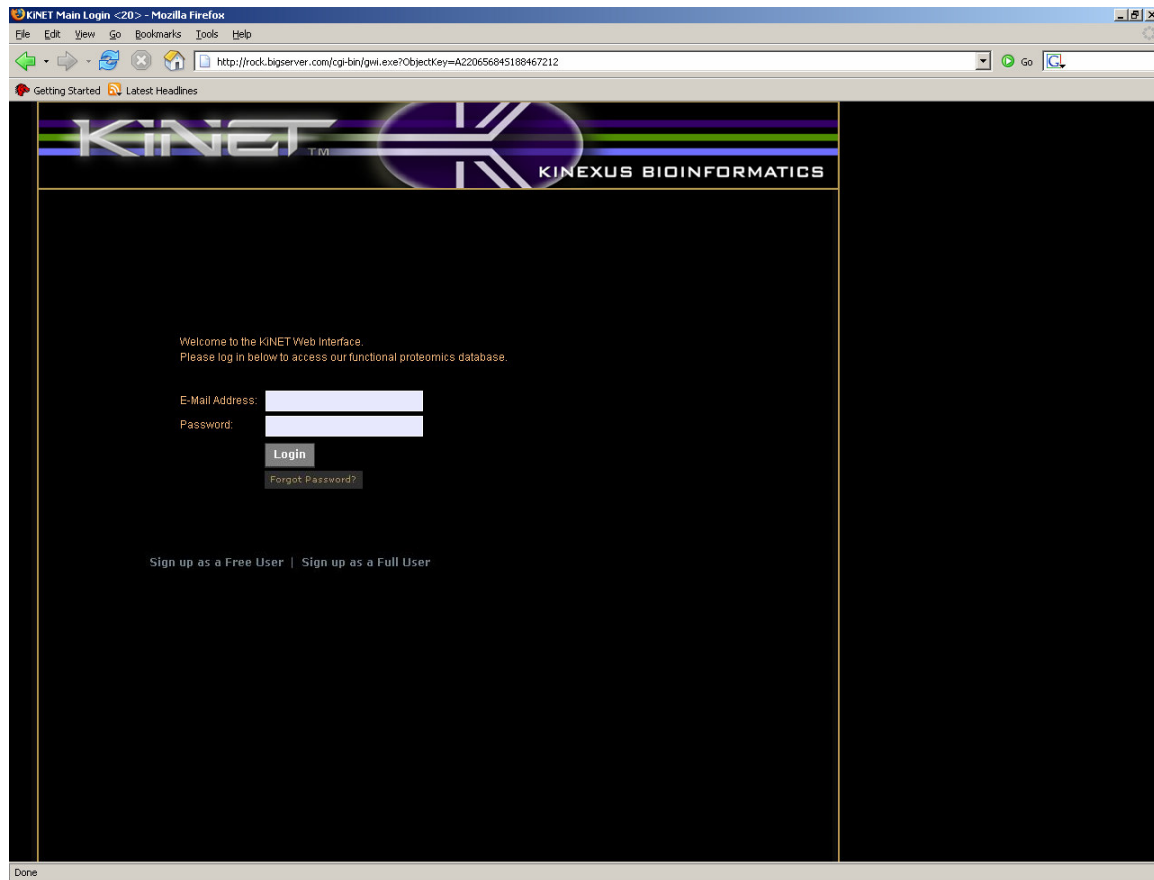 KiNET Main Login <20> - Mozilla Firefox
File Edit View Go Bookmarks Tools Help
http://rock.bigserver.com/cgi-bin/gwi.exe?ObjectKey=A22065684S188467212 Go G
Getting Started Latest Headlines
KiNET TM
KINEXUS BIOINFORMATICS
Welcome to the KiNET Web Interface.
Please log in below to access our functional proteomics database.
E-Mail Address:
Password:
Login
Forgot Password?
Sign up as a Free User | Sign up as a Full User
Done